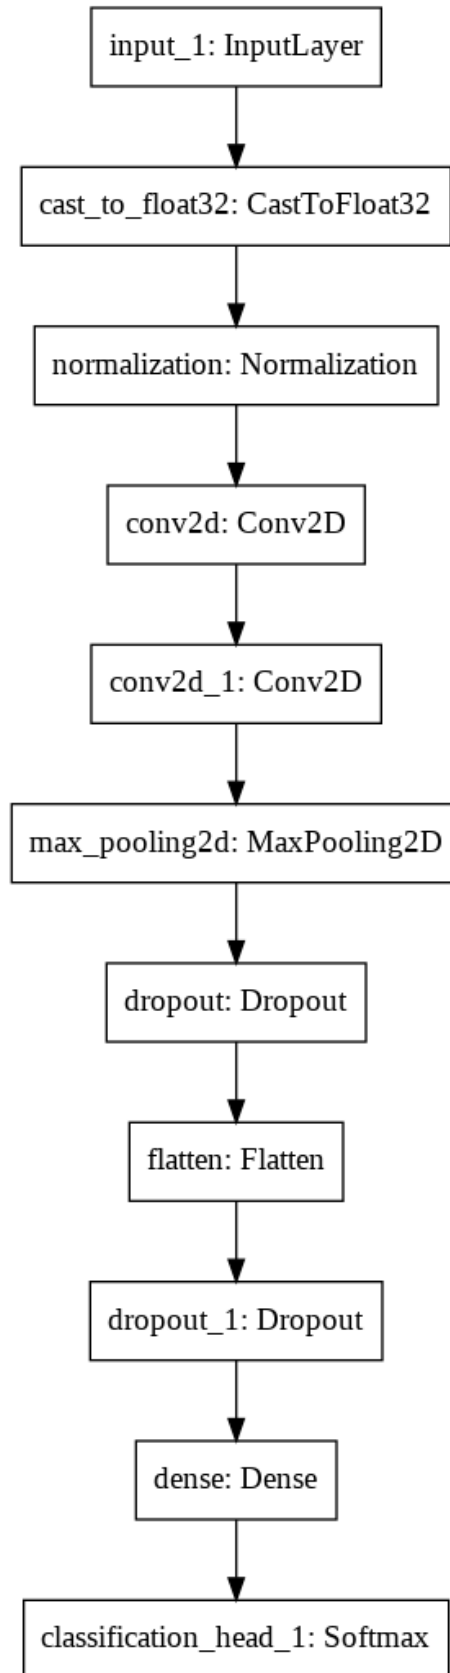 input_1: InputLayer
cast_to_float32: CastToFloat32
normalization: Normalization
conv2d: Conv2D
conv2d_1: Conv2D
max_pooling2d: MaxPooling2D
dropout: Dropout
flatten: Flatten
dropout_1: Dropout
dense: Dense
classification_head_1: Softmax